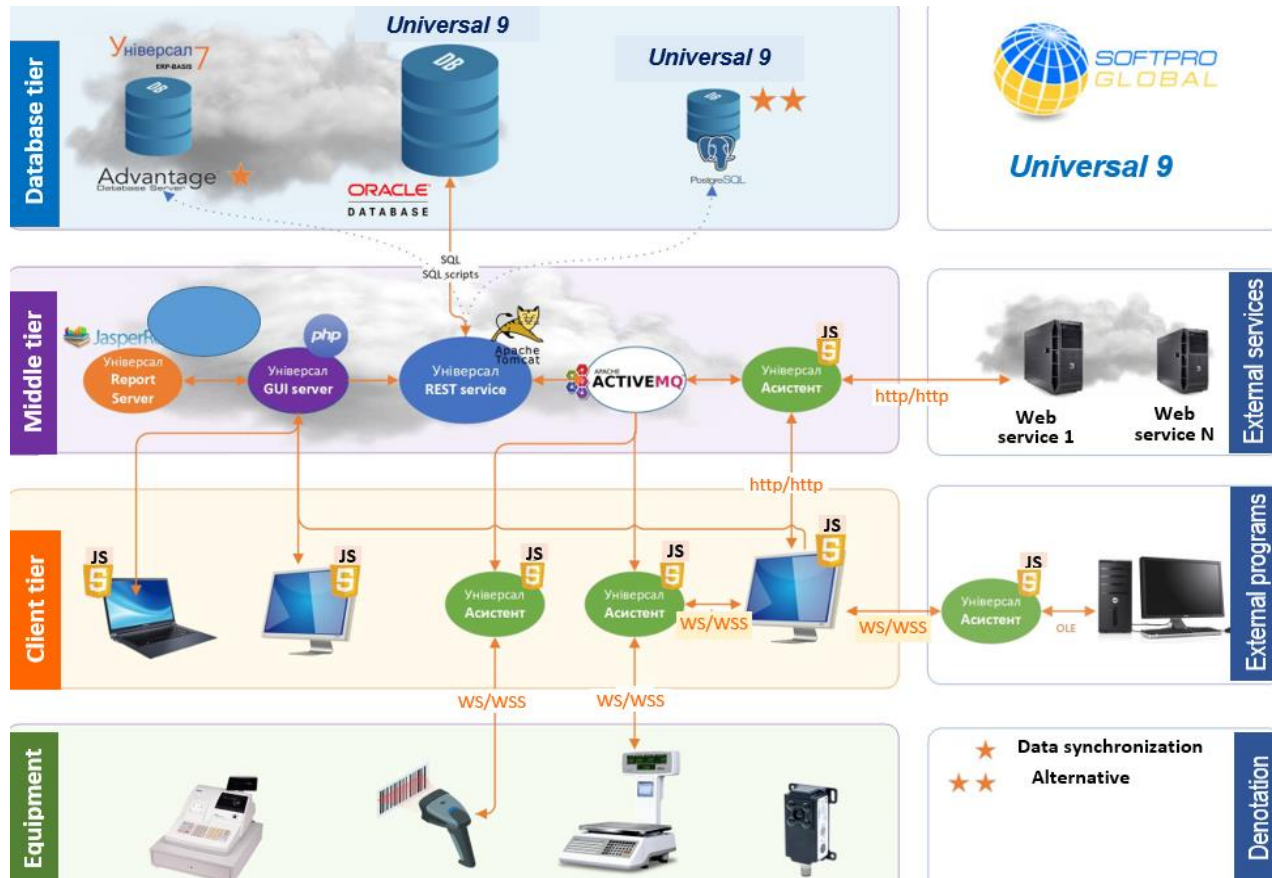 Database tier
Універсал 7
ERP-BASIS
DB
Advantage
Database Server
Universal 9
DB
ORACLE
DATABASE
Universal 9
DB
PostgreSQL
SOFTPRO
GLOBAL
Universal 9
SQL
SQL scripts
Middle tier
Універсал
Report
Server
php
Універсал
GUI server
Універсал
REST service
Apache
Tomcat
APACHE
ACTIVEMQ
JS
Універсал
Асистент
http/http
Web
service 1
Web
service N
External services
http/http
Client tier
JS
JS
JS
Універсал
Асистент
JS
Універсал
Асистент
WS/WSS
JS
WS/WSS
JS
Універсал
Асистент
OLE
External programs
WS/WSS
WS/WSS
Equipment
Data synchronization
Alternative
Denotation